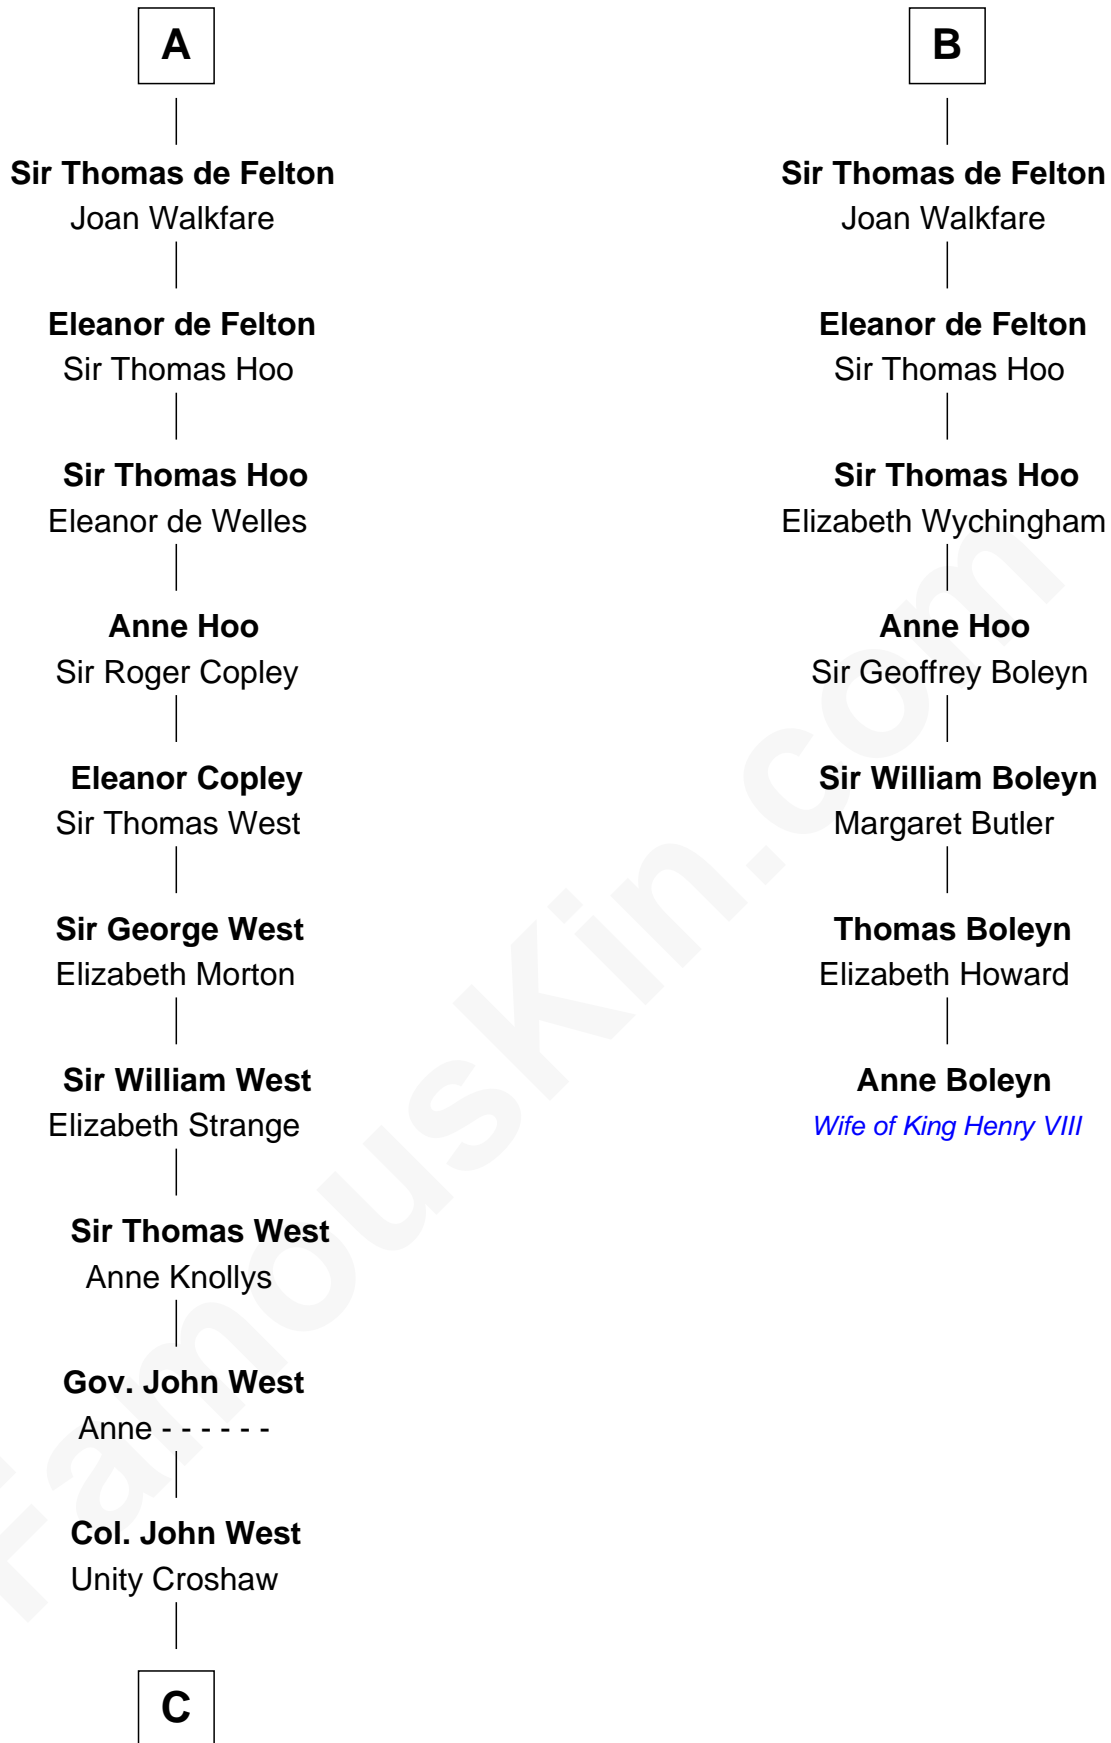 A
Sir Thomas de Felton
Joan Walkfare
Eleanor de Felton
Sir Thomas Hoo
Sir Thomas Hoo
Eleanor de Welles
Anne Hoo
Sir Roger Copley
Eleanor Copley
Sir Thomas West
Sir George West
Elizabeth Morton
Sir William West
Elizabeth Strange
Sir Thomas West
Anne Knollys
Gov. John West
Anne - - - - - -
Col. John West
Unity Croshaw
C
B
Sir Thomas de Felton
Joan Walkfare
Eleanor de Felton
Sir Thomas Hoo
Sir Thomas Hoo
Elizabeth Wychingham
Anne Hoo
Sir Geoffrey Boleyn
Sir William Boleyn
Margaret Butler
Thomas Boleyn
Elizabeth Howard
Anne Boleyn
Wife of King Henry VIII
FamousKin.com